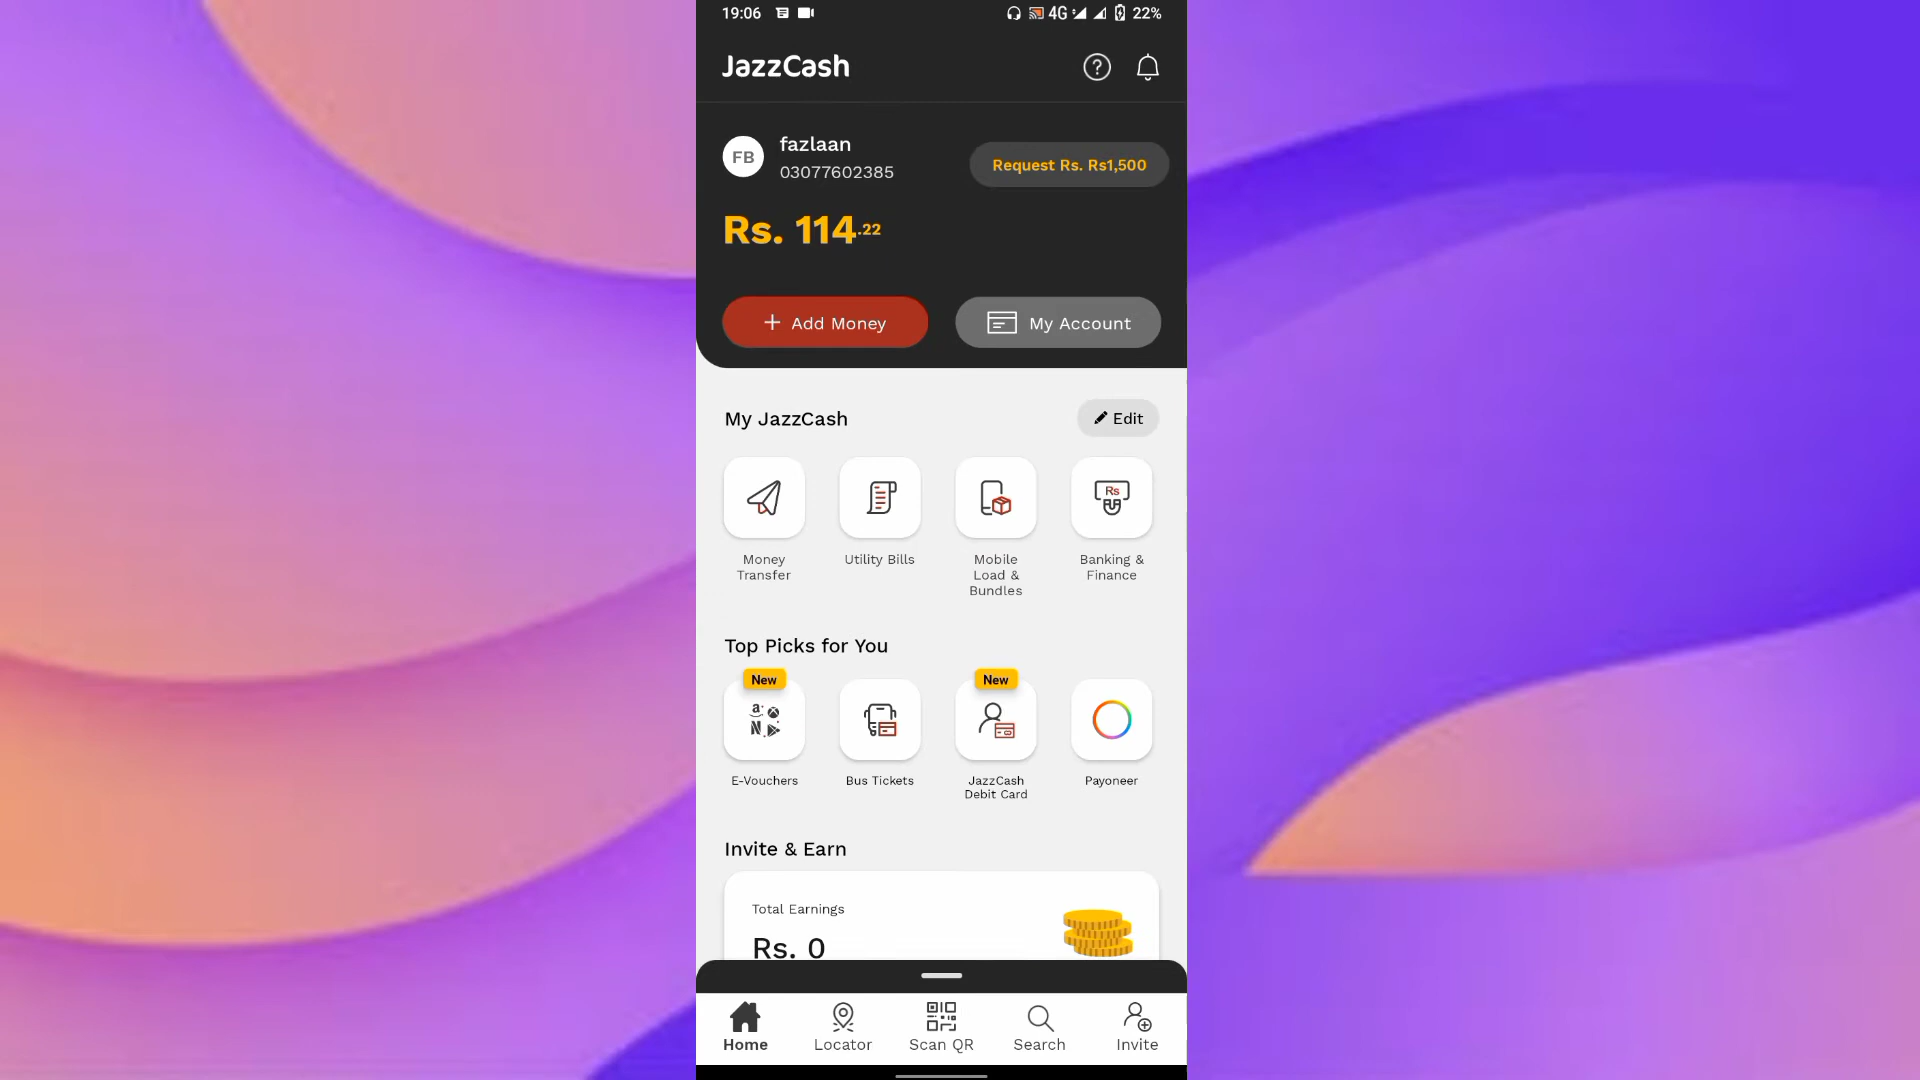 19:06 4G 22%
JazzCash
FB fazlaan
03077602385
Request Rs. Rs1,500
Rs. 114.22
+ Add Money
My Account
My JazzCash
Edit
Rs
Money Transfer
Utility Bills
Mobile Load & Bundles
Banking & Finance
Top Picks for You
New
New
a
N
E-Vouchers
Bus Tickets
JazzCash Debit Card
Payoneer
Invite & Earn
Total Earnings
Rs. 0
Home
Locator
Scan QR
Search
Invite